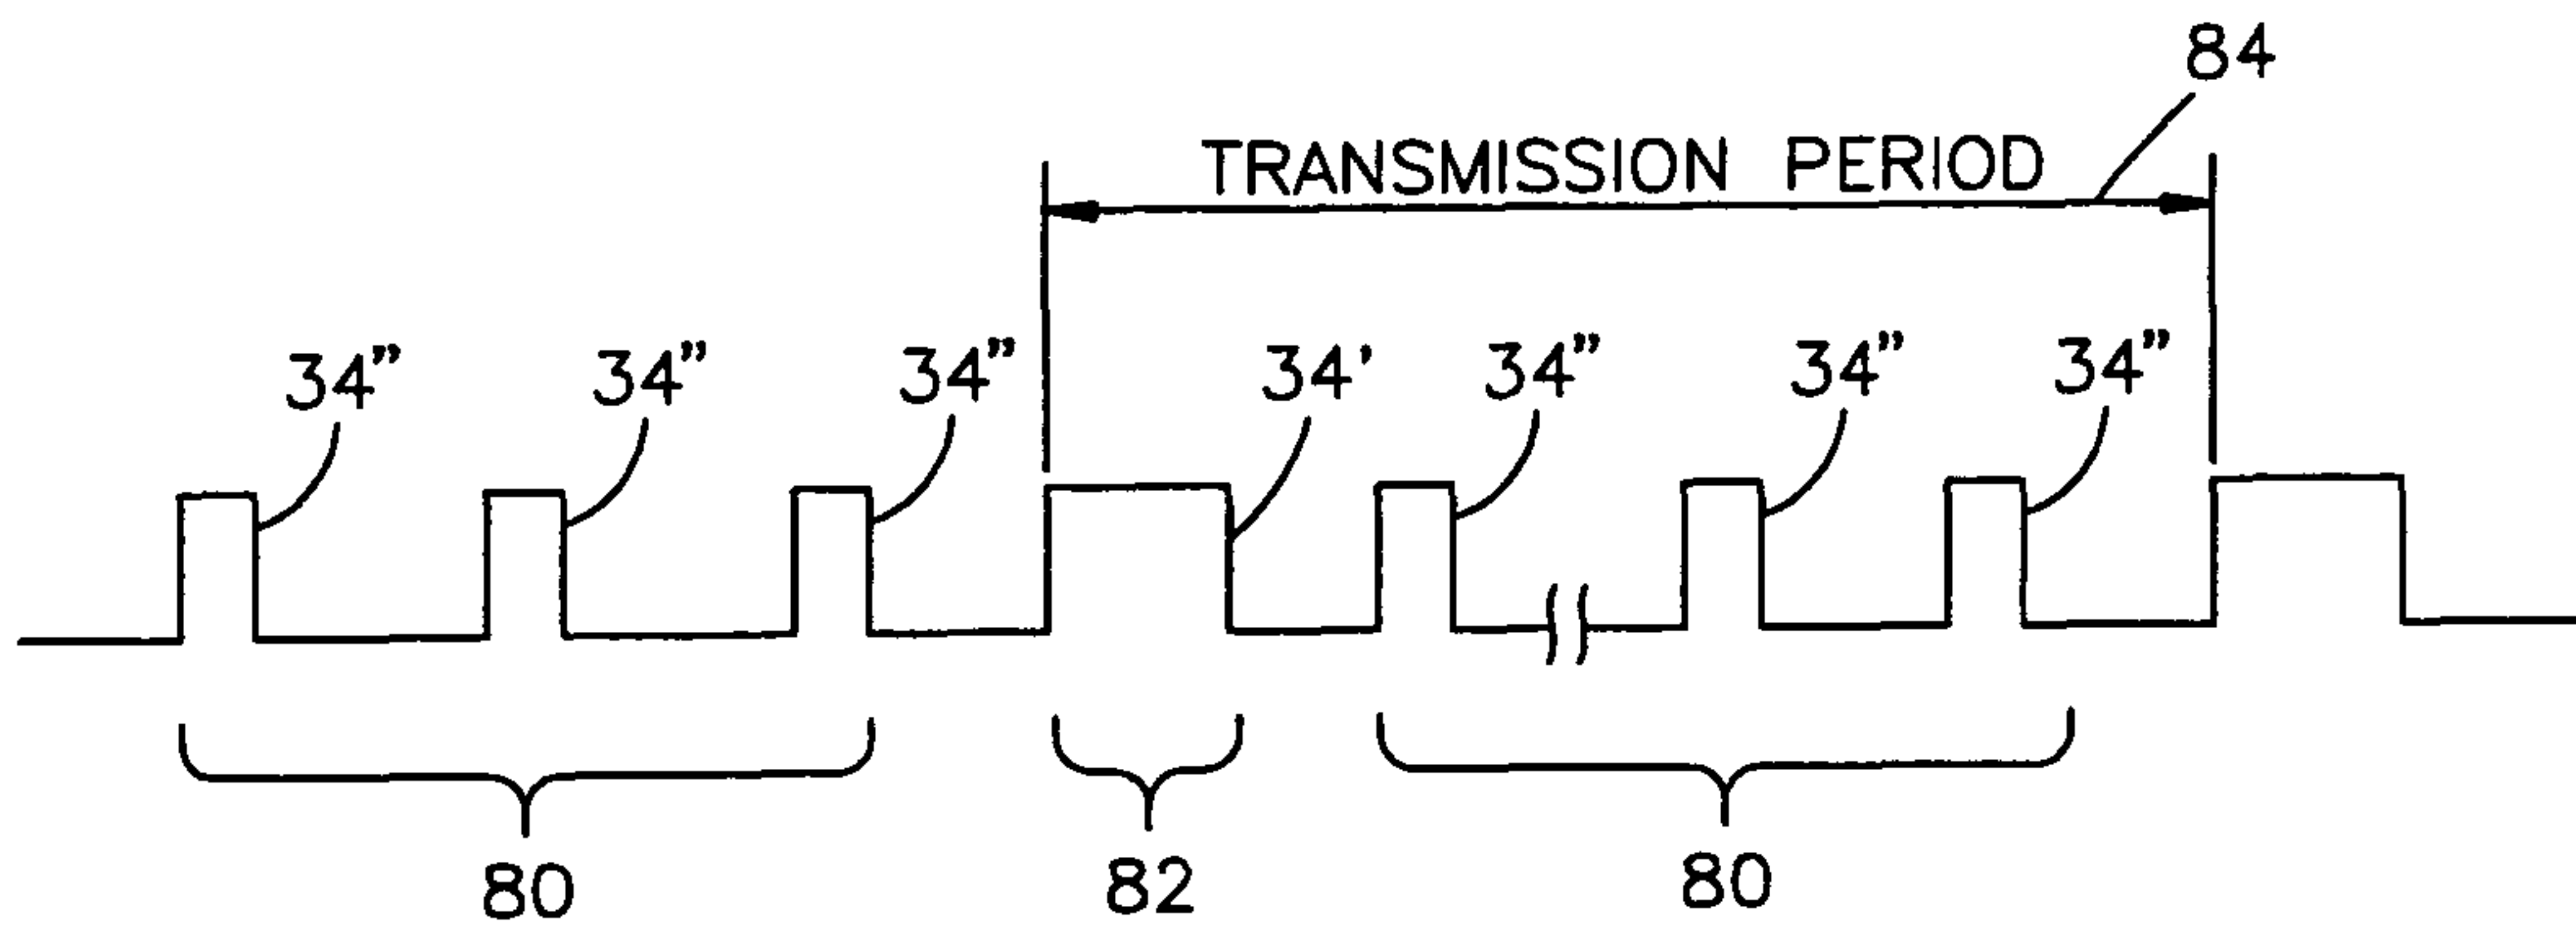 84
TRANSMISSION PERIOD
34” 34” 34” 34’ 34” 34” 34”
80 82 80